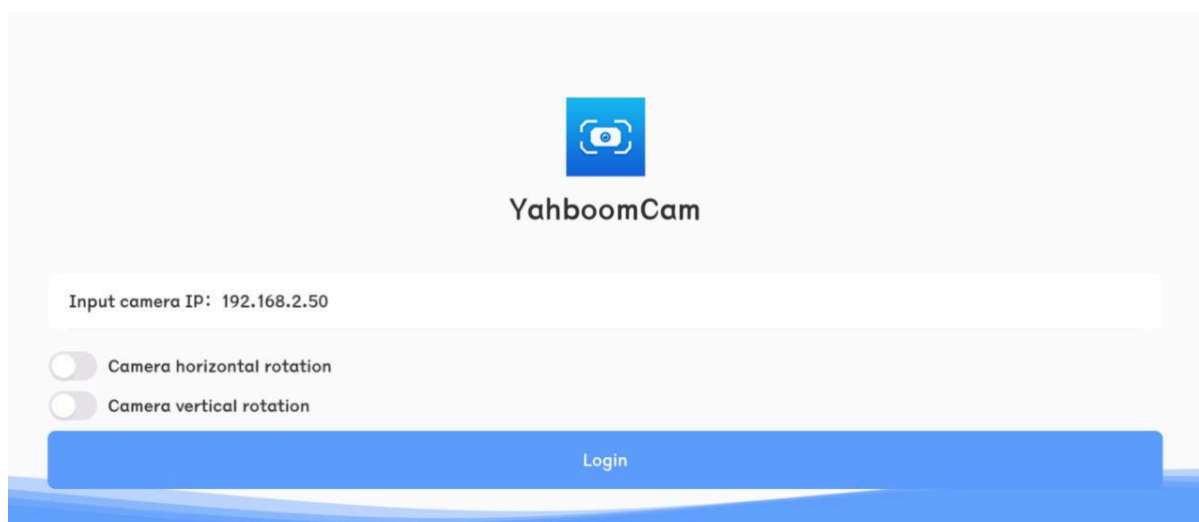 YahboomCam
Input camera IP: 192.168.2.50
Camera horizontal rotation
Camera vertical rotation
Login